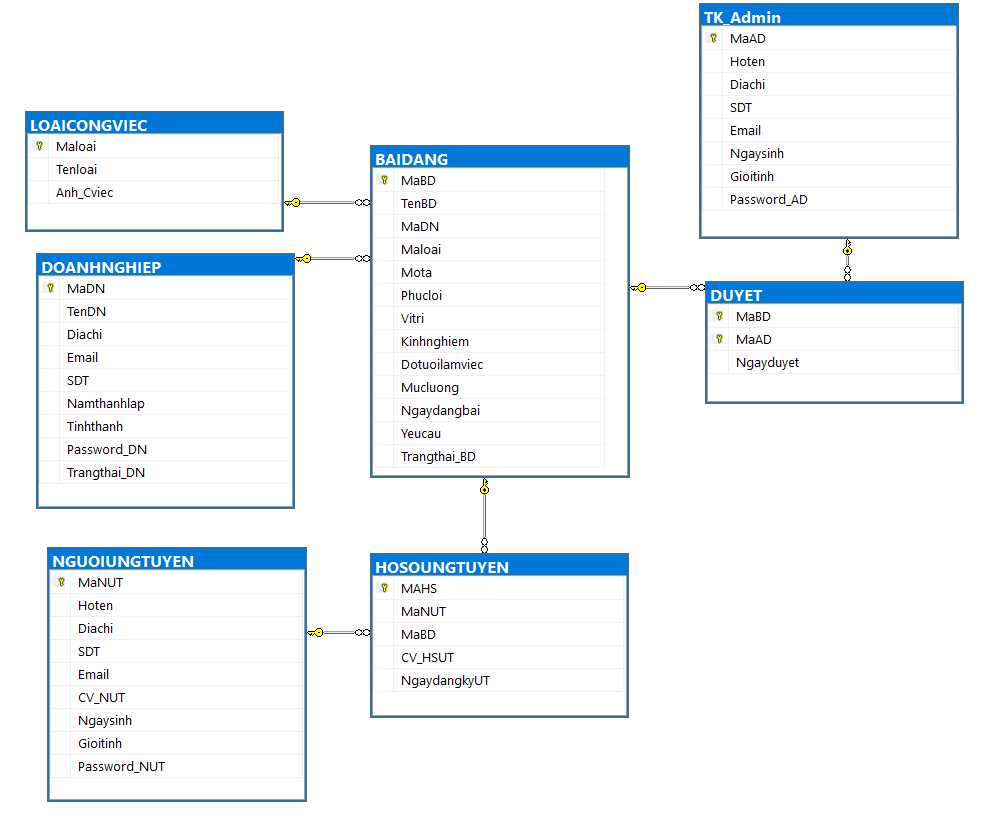 TK_Admin
MaAD
Hoten
Diachi
SDT
Email
Ngaysinh
Gioitinh
Password_AD
LOAICONGVIEC
Maloai
Tenloai
Anh_Cviec
BAIDANG
MaBD
TenBD
MaDN
Maloai
Mota
Phucloi
Vitri
Kinhnghiem
Dotuoilamviec
Mucluong
Ngaydangbai
Yeucau
Trangthai_BD
DOANHNGHIEP
MaDN
TenDN
Diachi
Email
SDT
Namthanhlap
Tinhthanh
Password_DN
Trangthai_DN
DUYET
MaBD
MaAD
Ngayduyet
NGUOIUNGTUYEN
MaNUT
Hoten
Diachi
SDT
Email
CV_NUT
Ngaysinh
Gioitinh
Password_NUT
HOSOUNGTUYEN
MAHS
MaNUT
MaBD
CV_HSUT
NgaydangkyUT